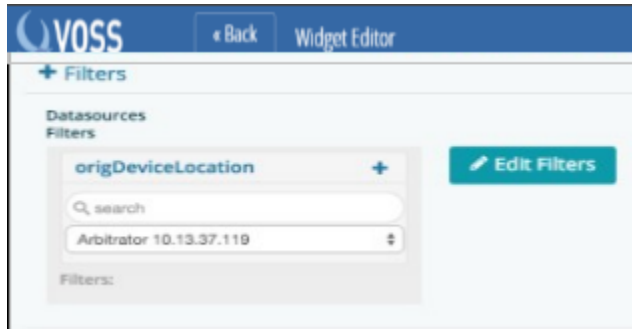 VOSS « Back Widget Editor
+ Filters
Datasources
Filters
origDeviceLocation +
search
Edit Filters
Arbitrator 10.13.37.119
Filters: